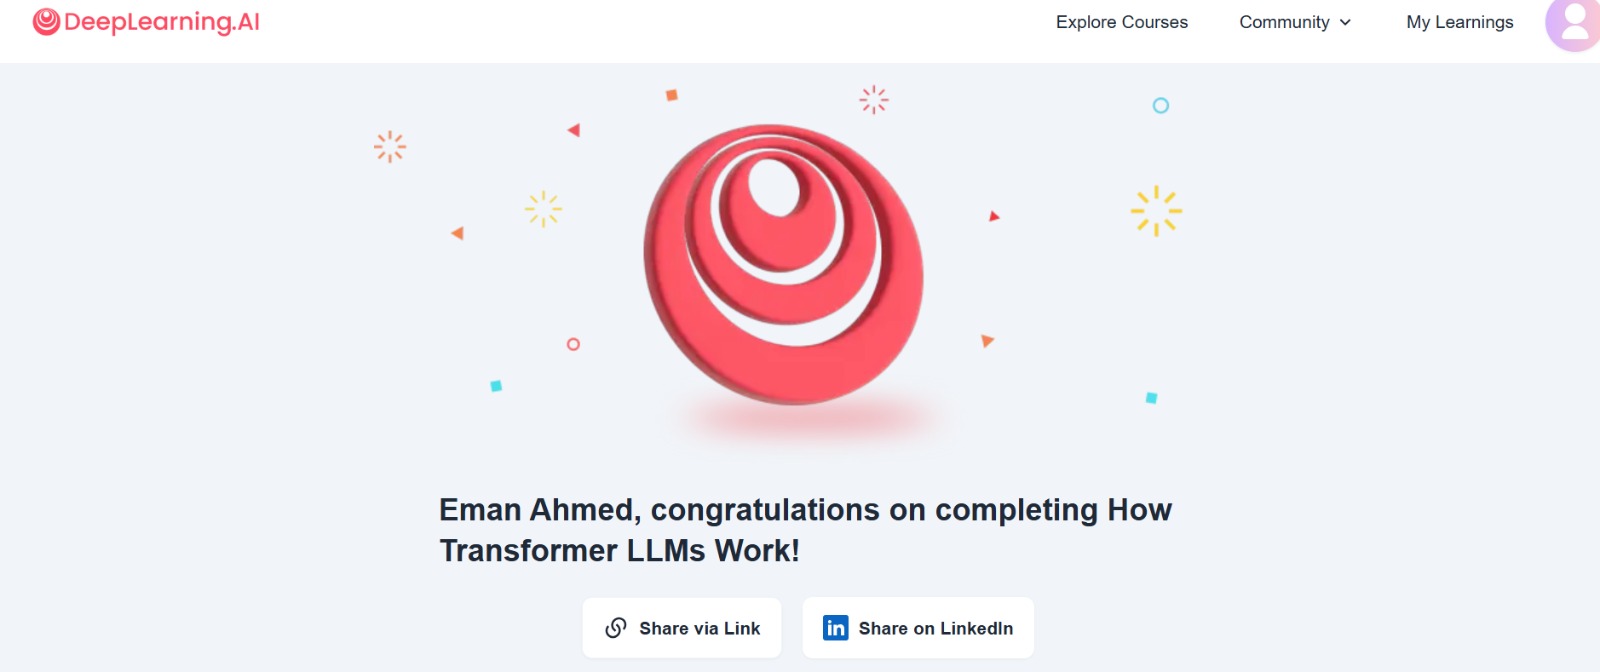 DeepLearning.AI
Explore Courses
Community
My Learnings
Eman Ahmed, congratulations on completing How
Transformer LLMs Work!
Share via Link
in Share on LinkedIn